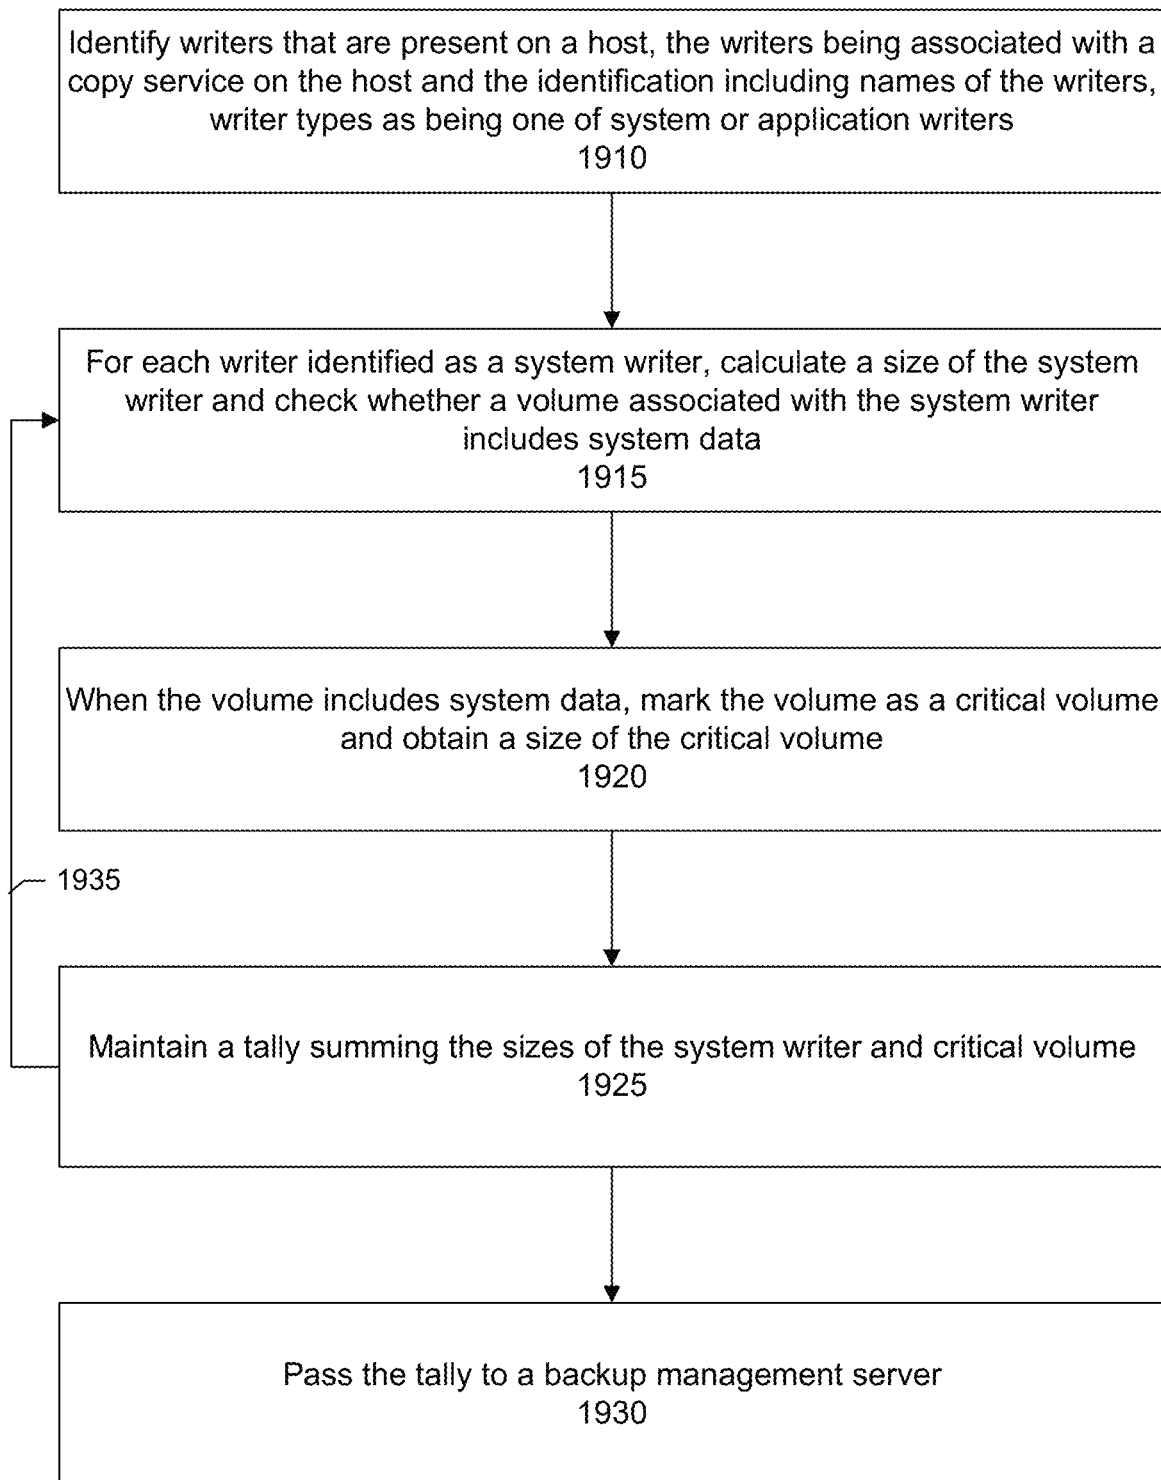 Identify writers that are present on a host, the writers being associated with a
copy service on the host and the identification including names of the writers,
writer types as being one of system or application writers
1910
For each writer identified as a system writer, calculate a size of the system
writer and check whether a volume associated with the system writer
includes system data
1915
When the volume includes system data, mark the volume as a critical volume
and obtain a size of the critical volume
1920
1935
Maintain a tally summing the sizes of the system writer and critical volume
1925
Pass the tally to a backup management server
1930